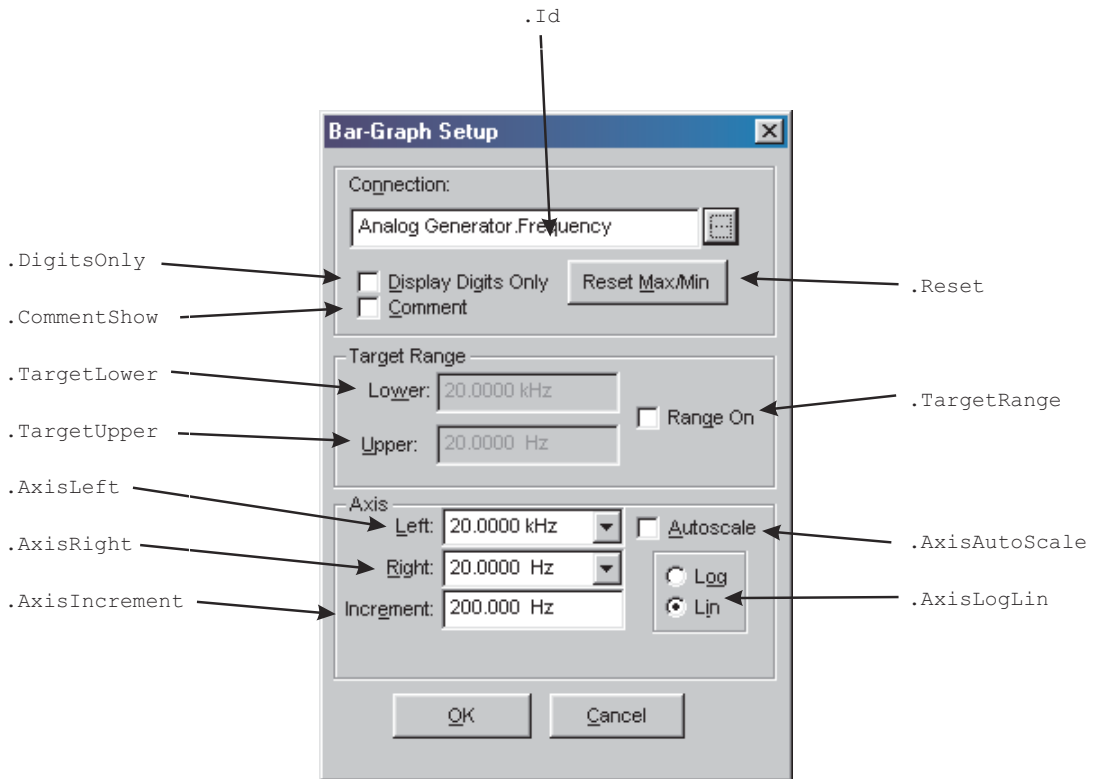 .Id
Bar-Graph Setup
Connection:
Analog Generator.Frequency
.DigitsOnly
Display Digits Only
Reset Max/Min
.Reset
.CommentShow
Comment
Target Range
.TargetLower
Lower: 20.0000 kHz
Range On
.TargetRange
.TargetUpper
Upper: 20.0000 Hz
.AxisLeft
Axis
Left: 20.0000 kHz
Autoscale
.AxisAutoScale
.AxisRight
Right: 20.0000 Hz
Log
.AxisIncrement
Increment: 200.000 Hz
Lin
.AxisLogLin
OK
Cancel